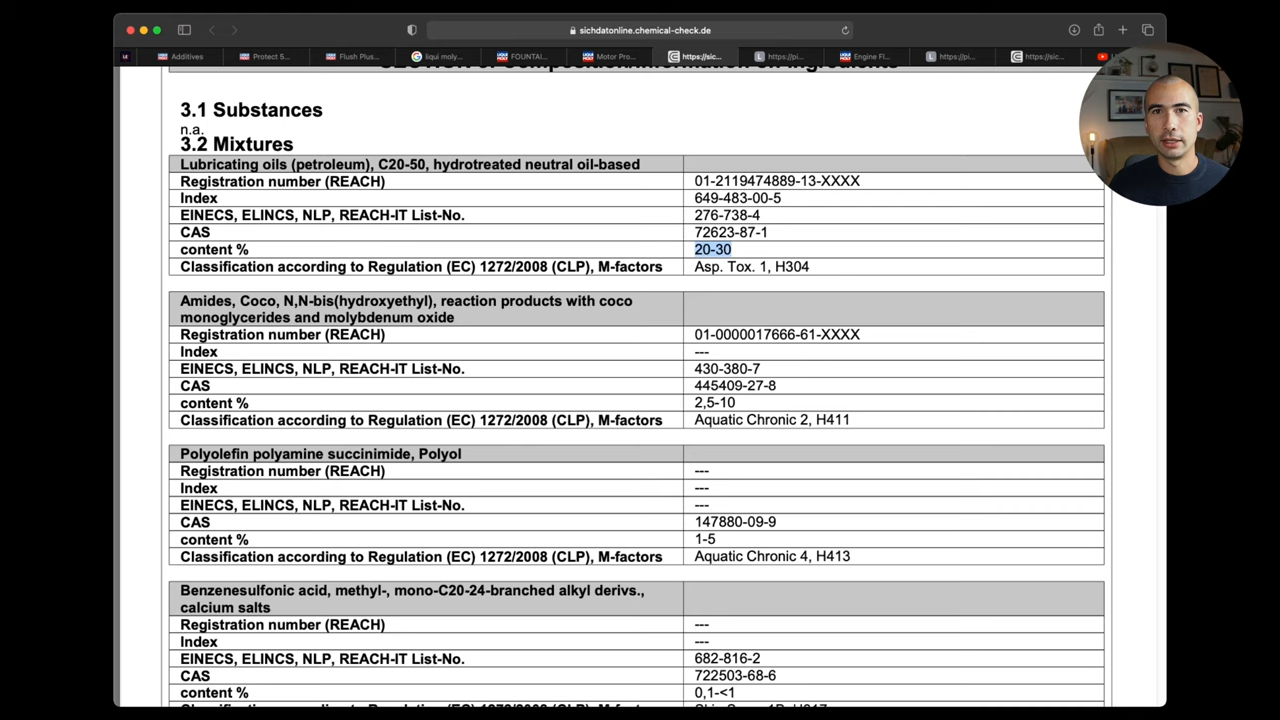 sichdatonline.chemical-check.de
Additives
Protect S...
Flush Plus...
liqui moly...
FOUNTAI...
Motor Pro...
https://sic...
https://pi...
Engine Fl...
https://pi...
https://sic...
3.1 Substances
n.a.
3.2 Mixtures
Lubricating oils (petroleum), C20-50, hydrotreated neutral oil-based
Registration number (REACH) 01-2119474889-13-XXXX
Index 649-483-00-5
EINECS, ELINCS, NLP, REACH-IT List-No. 276-738-4
CAS 72623-87-1
content % 20-30
Classification according to Regulation (EC) 1272/2008 (CLP), M-factors Asp. Tox. 1, H304
Amides, Coco, N,N-bis(hydroxyethyl), reaction products with coco
monoglycerides and molybdenum oxide
Registration number (REACH) 01-0000017666-61-XXXX
Index ---
EINECS, ELINCS, NLP, REACH-IT List-No. 430-380-7
CAS 445409-27-8
content % 2,5-10
Classification according to Regulation (EC) 1272/2008 (CLP), M-factors Aquatic Chronic 2, H411
Polyolefin polyamine succinimide, Polyol
Registration number (REACH) ---
Index ---
EINECS, ELINCS, NLP, REACH-IT List-No. ---
CAS 147880-09-9
content % 1-5
Classification according to Regulation (EC) 1272/2008 (CLP), M-factors Aquatic Chronic 4, H413
Benzenesulfonic acid, methyl-, mono-C20-24-branched alkyl derivs.,
calcium salts
Registration number (REACH) ---
Index ---
EINECS, ELINCS, NLP, REACH-IT List-No. 682-816-2
CAS 722503-68-6
content % 0,1-<1